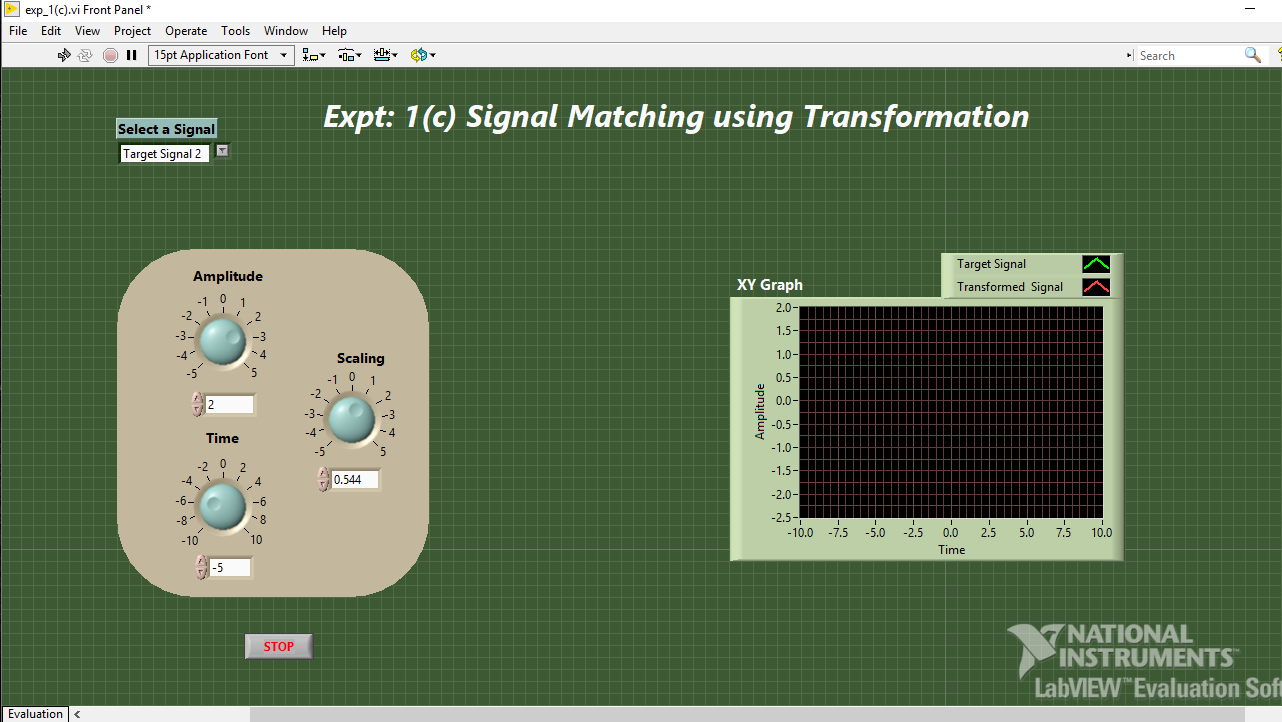 exp_1(c).vi Front Panel *
File Edit View Project Operate Tools Window Help
15pt Application Font
Search
Expt: 1(c) Signal Matching using Transformation
Select a Signal
Target Signal 2
Amplitude
-5 -4 -3 -2 -1 0 1 2 3 4 5
2
Scaling
-5 -4 -3 -2 -1 0 1 2 3 4 5
0.544
Time
-10 -8 -6 -4 -2 0 2 4 6 8 10
-5
STOP
Target Signal
Transformed Signal
XY Graph
Amplitude
2.0
1.5
1.0
0.5
0.0
-0.5
-1.0
-1.5
-2.0
-2.5
-10.0 -7.5 -5.0 -2.5 0.0 2.5 5.0 7.5 10.0
Time
NATIONAL
INSTRUMENTS™
LabVIEW™ Evaluation Sof
Evaluation